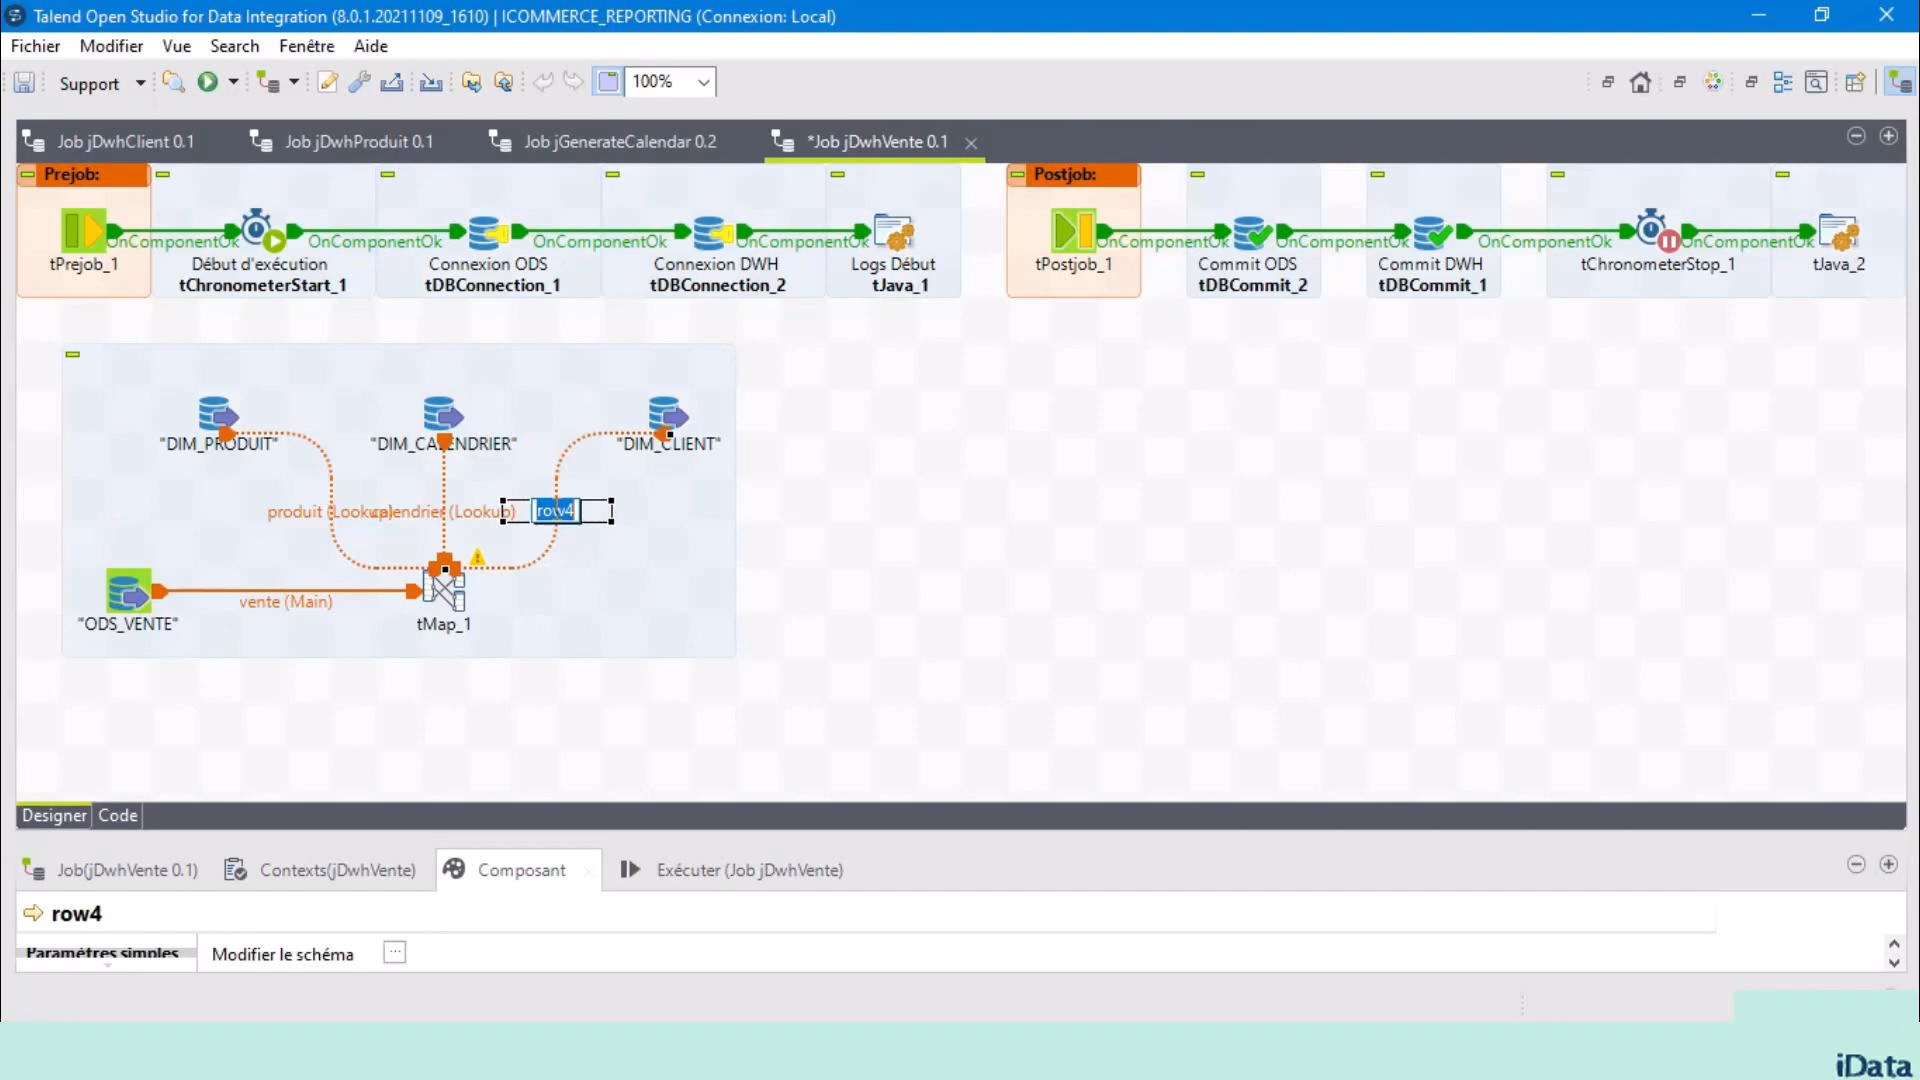 Talend Open Studio for Data Integration (8.0.1.20211109_1610) | ICOMMERCE_REPORTING (Connexion: Local)
Fichier Modifier Vue Search Fenêtre Aide
Support 100%
Job jDwhClient 0.1 Job jDwhProduit 0.1 Job jGenerateCalendar 0.2 *Job jDwhVente 0.1
Prejob: Postjob:
OnComponentOk OnComponentOk OnComponentOk OnComponentOk OnComponentOk OnComponentOk OnComponentOk OnComponentOk
tPrejob_1 Début d'exécution Connexion ODS Connexion DWH Logs Début tPostjob_1 Commit ODS Commit DWH tChronometerStop_1 tJava_2
tChronometerStart_1 tDBConnection_1 tDBConnection_2 tJava_1 tDBCommit_2 tDBCommit_1
"DIM_PRODUIT" "DIM_CALENDRIER" "DIM_CLIENT"
produit (Lookup) calendrier (Lookup) row4
vente (Main)
"ODS_VENTE" tMap_1
Designer Code
Job(jDwhVente 0.1) Contexts(jDwhVente) Composant Exécuter (Job jDwhVente)
row4
Paramètres simples Modifier le schéma ...
iData